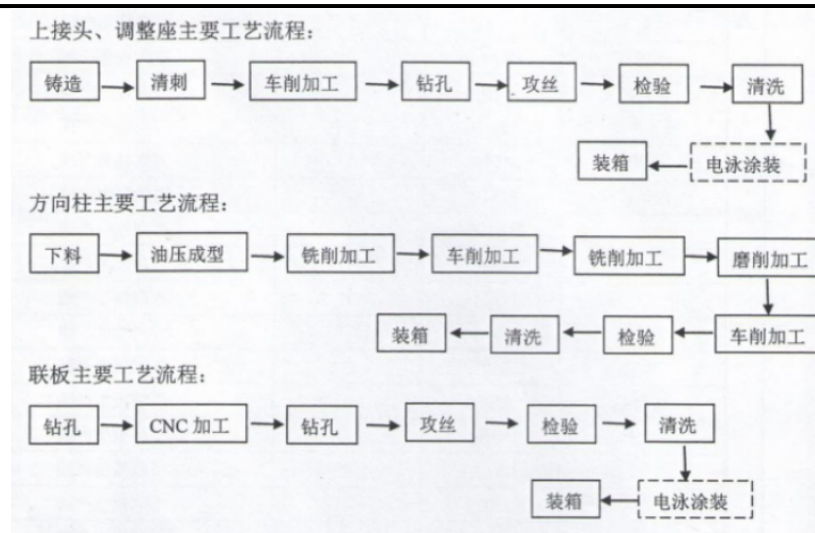 上接头、调整座主要工艺流程：
铸造 清刺 车削加工 钻孔 攻丝 检验 清洗
装箱 电泳涂装
方向柱主要工艺流程：
下料 油压成型 铣削加工 车削加工 铣削加工 磨削加工
装箱 清洗 检验 车削加工
联板主要工艺流程：
钻孔 CNC 加工 钻孔 攻丝 检验 清洗
装箱 电泳涂装